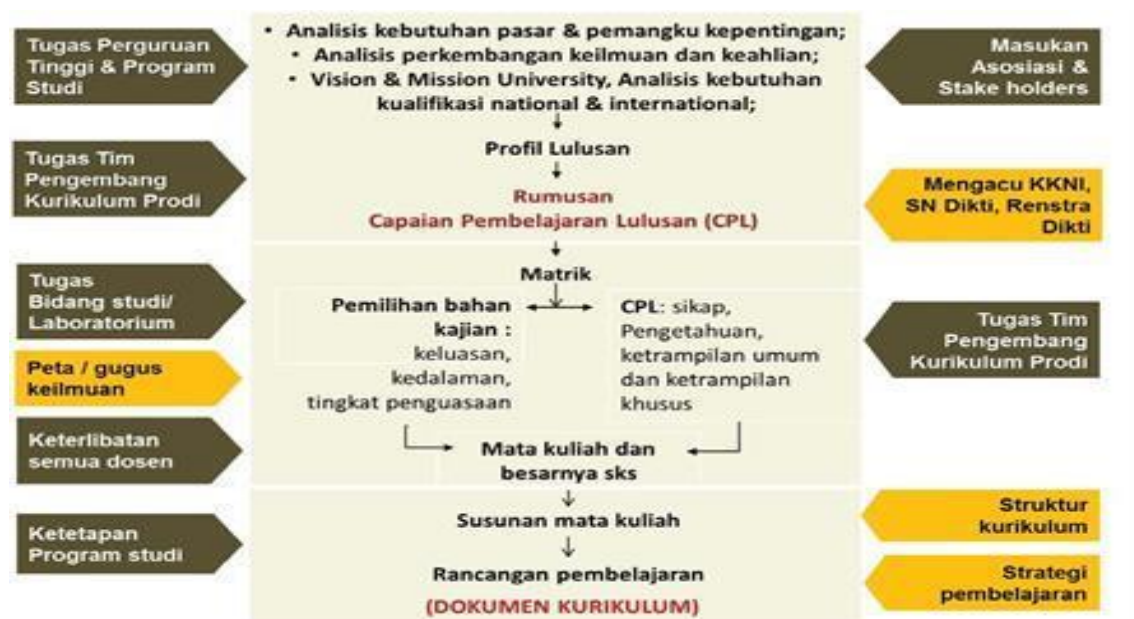 Tugas Perguruan
Tinggi & Program
Studi
• Analisis kebutuhan pasar & pemangku kepentingan;
• Analisis perkembangan keilmuan dan keahlian;
• Vision & Mission University, Analisis kebutuhan
kualifikasi national & international;
Masukan
Asosiasi &
Stake holders
Tugas Tim
Pengembang
Kurikulum Prodi
Profil Lulusan
Rumusan
Capaian Pembelajaran Lulusan (CPL)
Mengacu KKNI,
SN Dikti, Renstra
Dikti
Tugas
Bidang studi/
Laboratorium
Peta / gugus
keilmuan
Keterlibatan
semua dosen
Matrik
Pemilihan bahan
kajian :
keluasan,
kedalaman,
tingkat penguasaan
CPL: sikap,
Pengetahuan,
ketrampilan umum
dan ketrampilan
khusus
Tugas Tim
Pengembang
Kurikulum Prodi
Mata kuliah dan
besarnya sks
Ketetapan
Program studi
Susunan mata kuliah
Rancangan pembelajaran
(DOKUMEN KURIKULUM)
Struktur
kurikulum
Strategi
pembelajaran